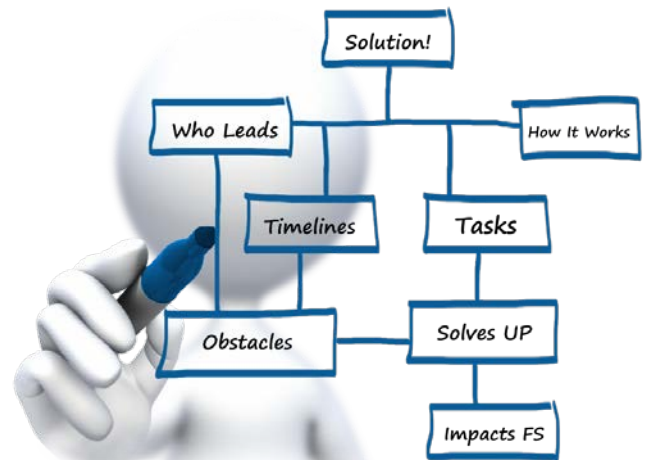 Solution!
Who Leads
How It Works
Timelines
Tasks
Obstacles
Solves UP
Impacts FS